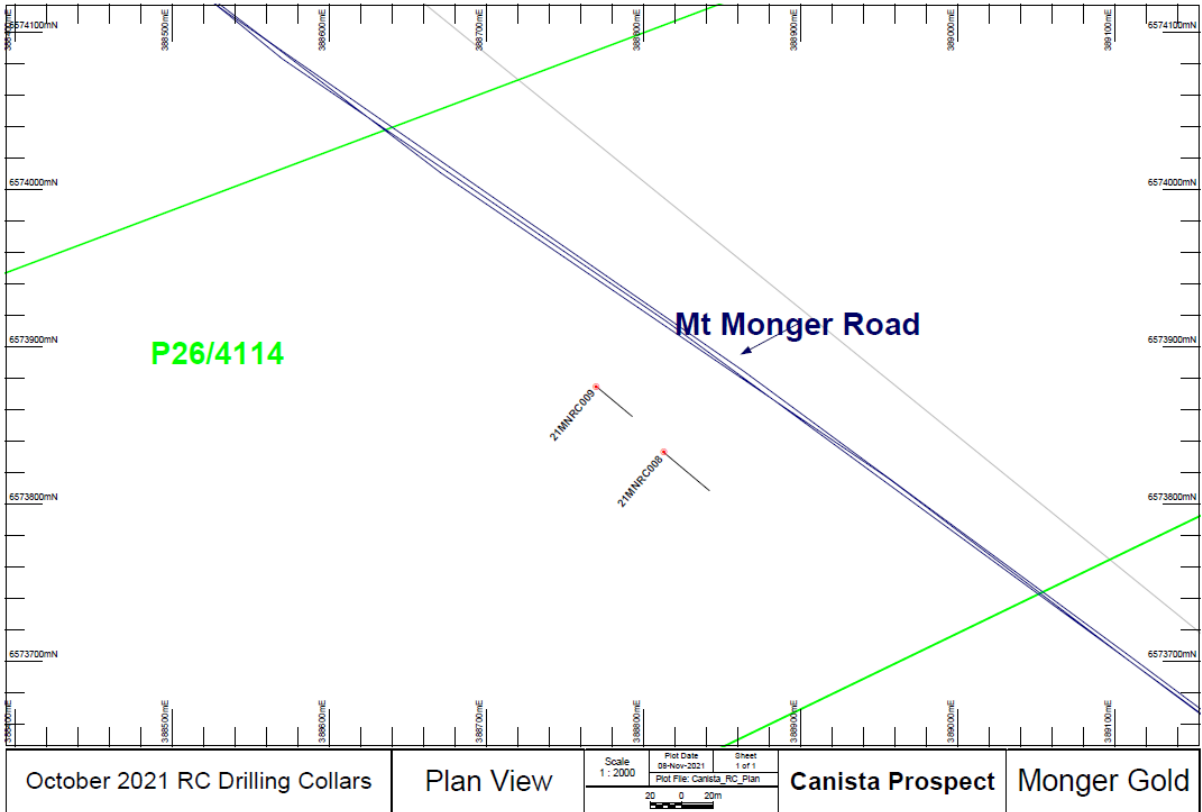 388400mE 388500mE 388600mE 388700mE 388800mE 388900mE 389000mE 389100mE
6574100mN 6574100mN
6574000mN 6574000mN
Mt Monger Road
6573900mN 6573900mN
P26/4114
21MNRC009
21MNRC008
6573800mN 6573800mN
6573700mN 6573700mN
388400mE 388500mE 388600mE 388700mE 388800mE 388900mE 389000mE 389100mE
October 2021 RC Drilling Collars
Plan View
Scale
1 : 2000
Plot Date
08-Nov-2021
Sheet
1 of 1
Plot File: Canista_RC_Plan
20 0 20m
Canista Prospect
Monger Gold